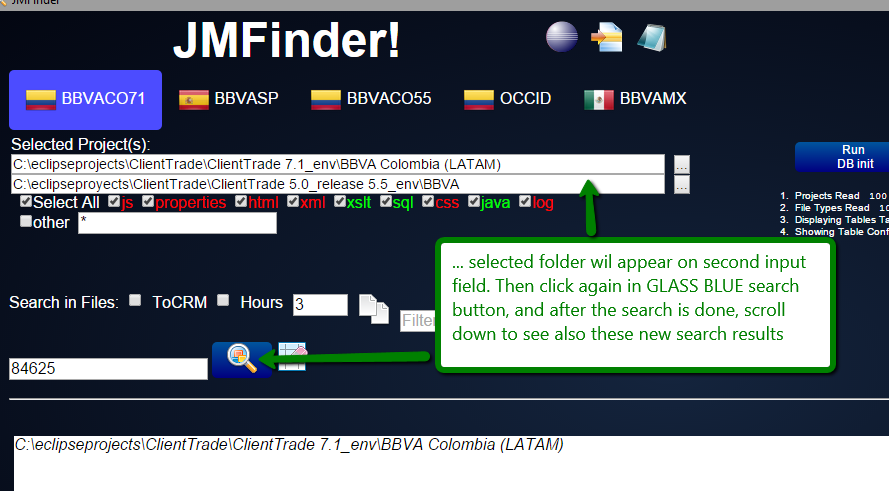 JMFinder
JMFinder!
BBVACO71 BBVASP BBVACO55 OCCID BBVAMX
Selected Project(s):
C:\eclipseprojects\ClientTrade\ClientTrade 7.1_env\BBVA Colombia (LATAM)
...
C:\eclipseproyects\ClientTrade\ClientTrade 5.0_release 5.5_env\BBVA
...
Run
DB init
Select All js properties html xml xslt sql css java log
other *
1. Projects Read 100
2. File Types Read 10
3. Displaying Tables Ta
4. Showing Table Conf
... selected folder wil appear on second input
field. Then click again in GLASS BLUE search
button, and after the search is done, scroll
down to see also these new search results
Search in Files: ToCRM Hours 3
Filter
84625
C:\eclipseprojects\ClientTrade\ClientTrade 7.1_env\BBVA Colombia (LATAM)